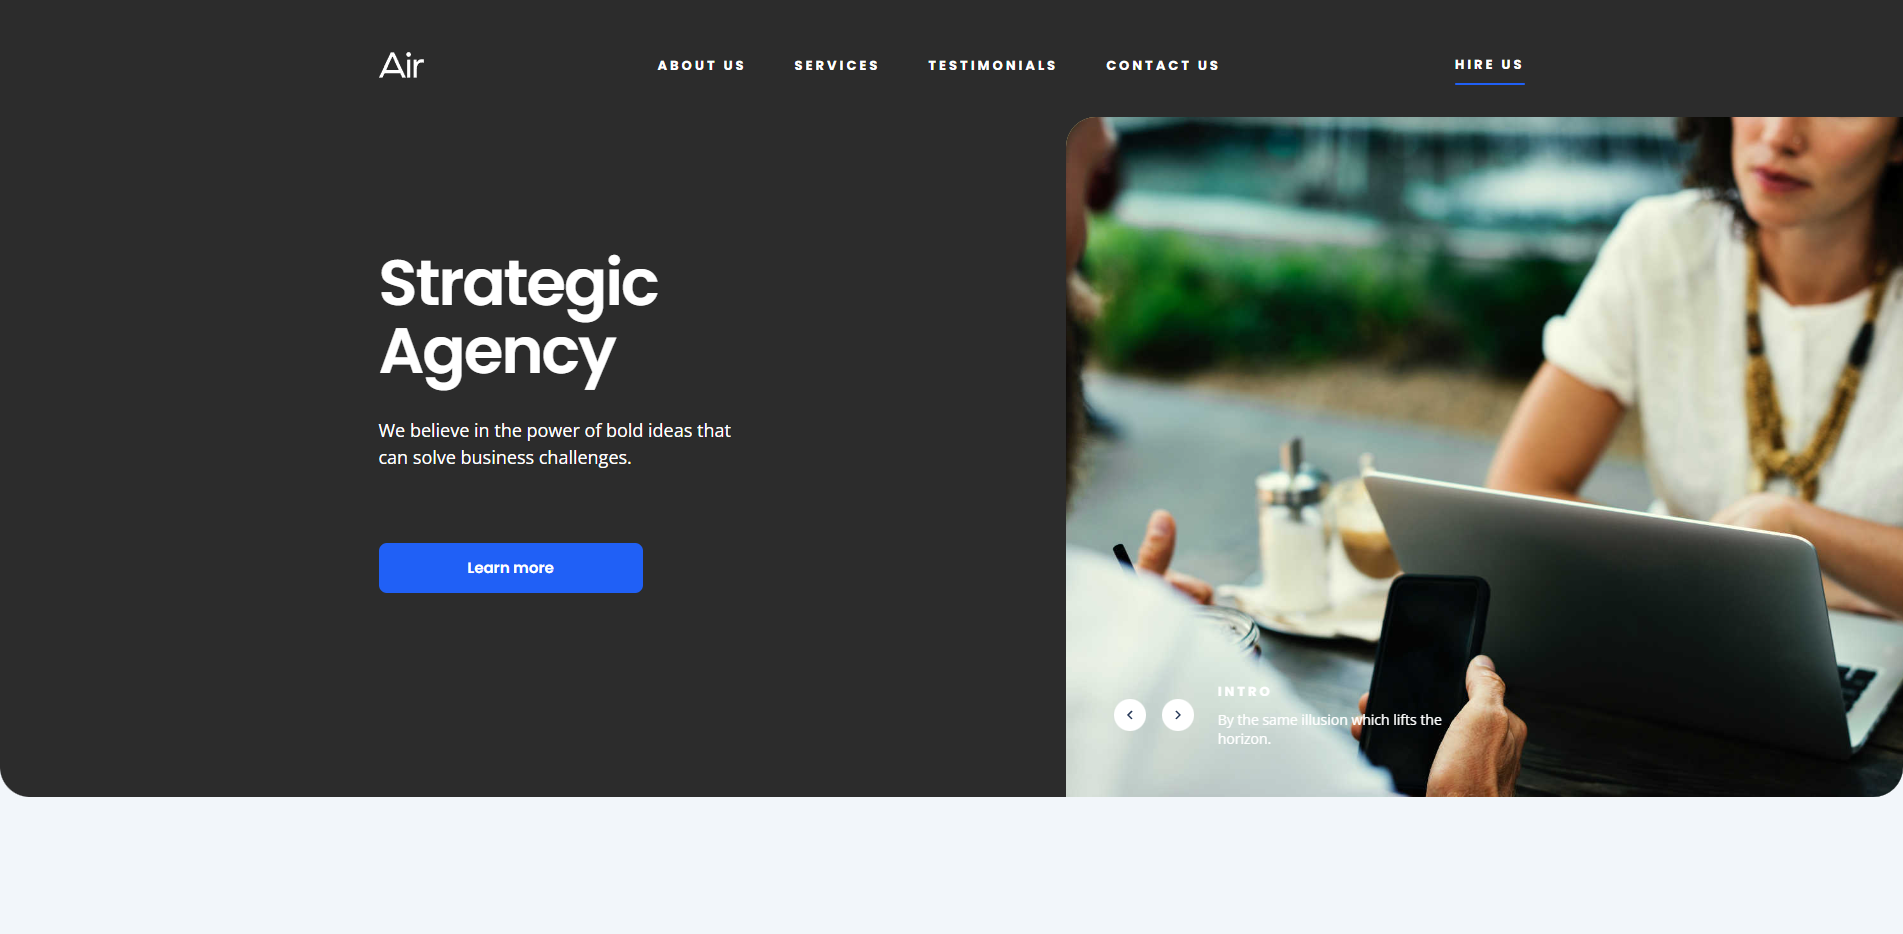 Air
ABOUT US
SERVICES
TESTIMONIALS
CONTACT US
HIRE US
Strategic
Agency
We believe in the power of bold ideas that
can solve business challenges.
Learn more
INTRO
By the same illusion which lifts the
horizon.